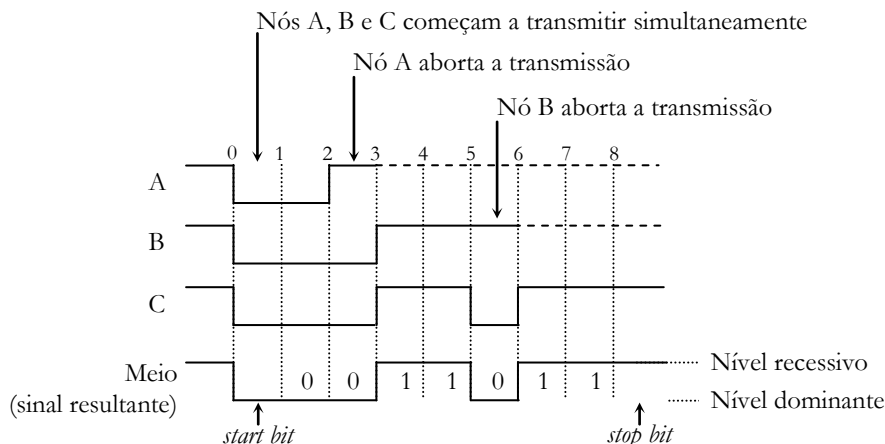 Nós A, B e C começam a transmitir simultaneamente
Nó A aborta a transmissão
Nó B aborta a transmissão
0 1 2 3 4 5 6 7 8
A
B
C
Meio
(sinal resultante)
0 0 1 1 0 1 1
Nível recessivo
Nível dominante
start bit
stop bit